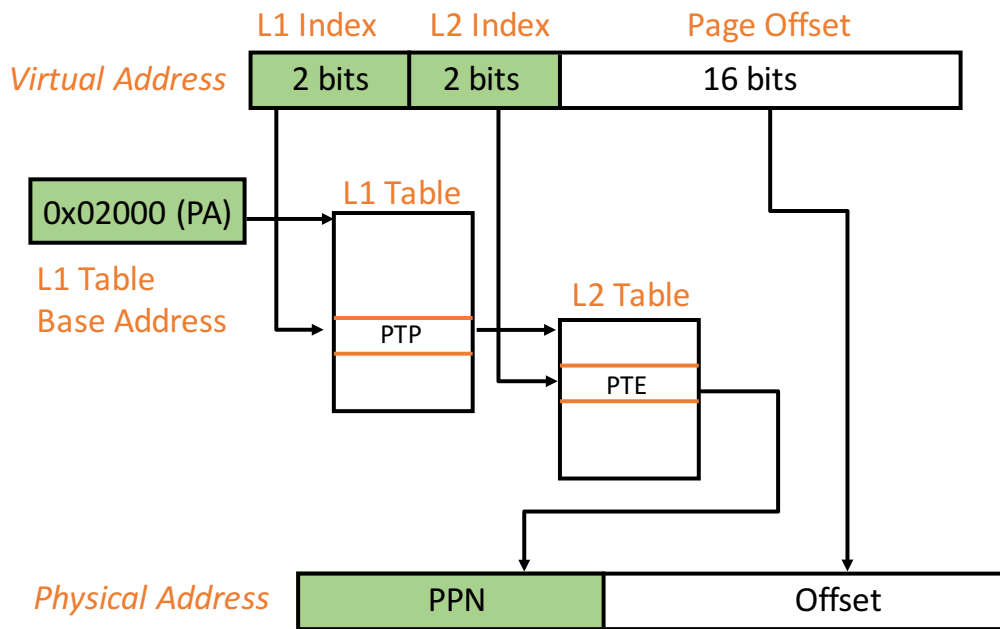 L1 Index
L2 Index
Page Offset
Virtual Address
2 bits
2 bits
16 bits
L1 Table
0x02000 (PA)
L1 Table
Base Address
L2 Table
PTP
PTE
Physical Address
PPN
Offset